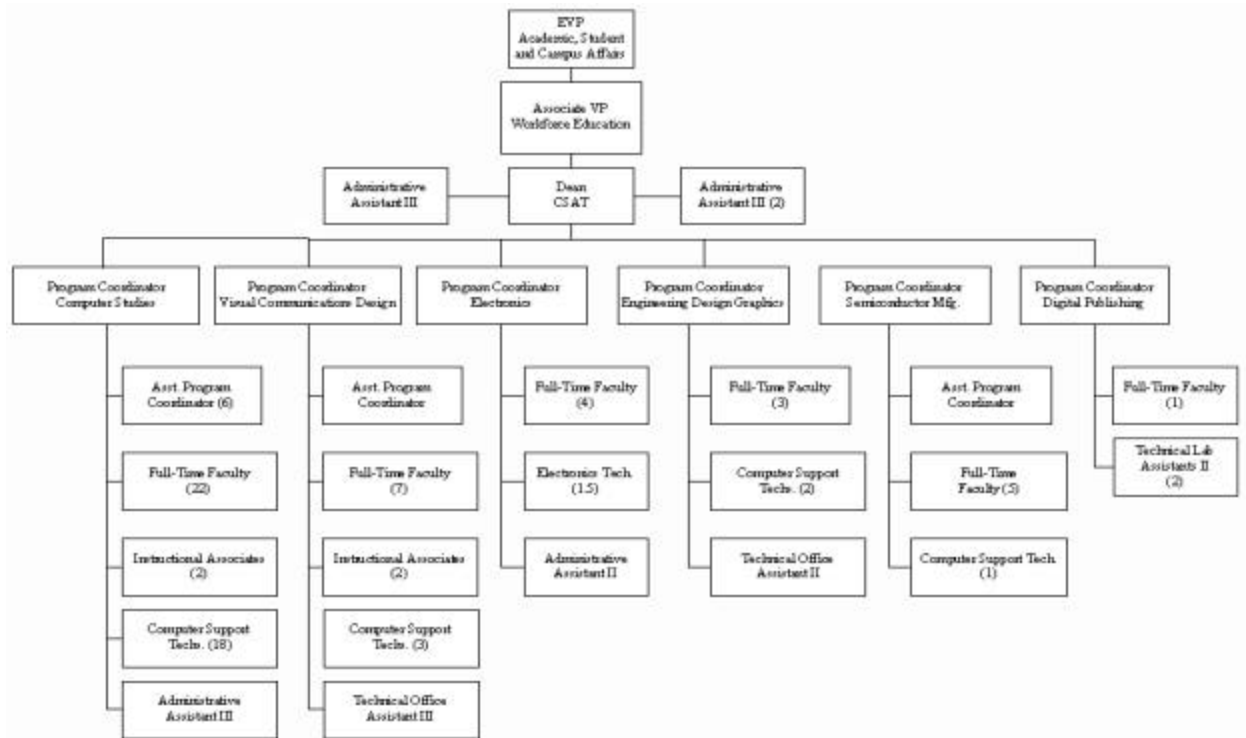 EVP
Academic, Student
and Campus Affairs
Associate VP
Workforce Education
Administrative
Assistant III
Dean
CSAT
Administrative
Assistant III (2)
Program Coordinator
Computer Studies
Program Coordinator
Visual Communications Design
Program Coordinator
Electronics
Program Coordinator
Engineering Design Graphics
Program Coordinator
Semiconductor Mfg.
Program Coordinator
Digital Publishing
Asst. Program
Coordinator (6)
Asst. Program
Coordinator
Full-Time Faculty
(4)
Full-Time Faculty
(3)
Asst. Program
Coordinator
Full-Time Faculty
(1)
Full-Time Faculty
(22)
Full-Time Faculty
(7)
Electronics Tech.
(1.5)
Computer Support
Techs. (2)
Full-Time
Faculty (5)
Technical Lab
Assistants II
(2)
Instructional Associates
(2)
Instructional Associates
(2)
Administrative
Assistant II
Technical Office
Assistant II
Computer Support Tech.
(1)
Computer Support
Techs. (18)
Computer Support
Techs. (3)
Administrative
Assistant III
Technical Office
Assistant III